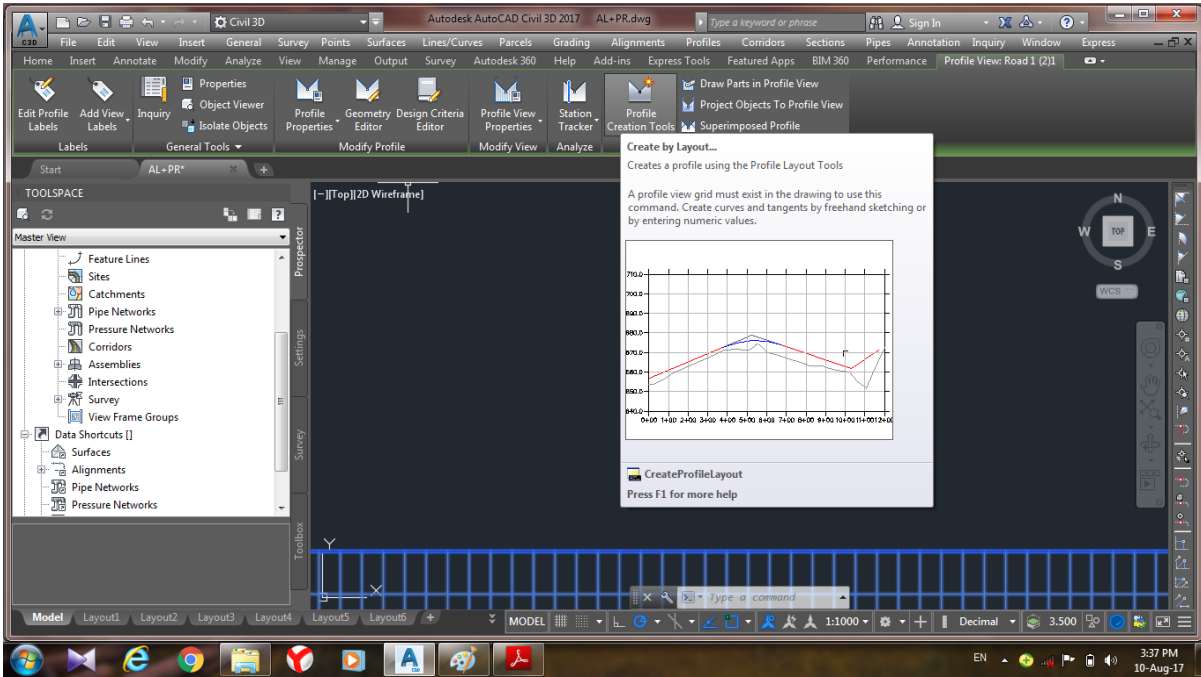 Autodesk AutoCAD Civil 3D 2017 AL+PR.dwg
Civil 3D
Type a keyword or phrase
Sign In
C3D
File Edit View Insert General Survey Points Surfaces Lines/Curves Parcels Grading Alignments Profiles Corridors Sections Pipes Annotation Inquiry Window Express
Home Insert Annotate Modify Analyze View Manage Output Survey Autodesk 360 Help Add-ins Express Tools Featured Apps BIM 360 Performance Profile View: Road 1 (2)1
Edit Profile Labels
Add View Labels
Inquiry
Properties
Object Viewer
Isolate Objects
Profile Properties
Geometry Editor
Design Criteria Editor
Profile View Properties
Station Tracker
Profile Creation Tools
Draw Parts in Profile View
Project Objects To Profile View
Superimposed Profile
Labels General Tools Modify Profile Modify View Analyze
Start AL+PR*
TOOLSPACE
Master View
Feature Lines
Sites
Catchments
Pipe Networks
Pressure Networks
Corridors
Assemblies
Intersections
Survey
View Frame Groups
Data Shortcuts []
Surfaces
Alignments
Pipe Networks
Pressure Networks
Prospector
Settings
Survey
Toolbox
[−][Top][2D Wireframe]
Create by Layout...
Creates a profile using the Profile Layout Tools
A profile view grid must exist in the drawing to use this
command. Create curves and tangents by freehand sketching or
by entering numeric values.
710.0
700.0
690.0
680.0
670.0
660.0
650.0
640.0
0+00 1+00 2+00 3+00 4+00 5+00 6+00 7+00 8+00 9+00 10+00 11+00 12+00
CreateProfileLayout
Press F1 for more help
N
W TOP E
S
WCS
Y
X
Type a command
Model Layout1 Layout2 Layout3 Layout4 Layout5 Layout6 +
MODEL 1:1000 Decimal 3.500
EN 3:37 PM
10-Aug-17